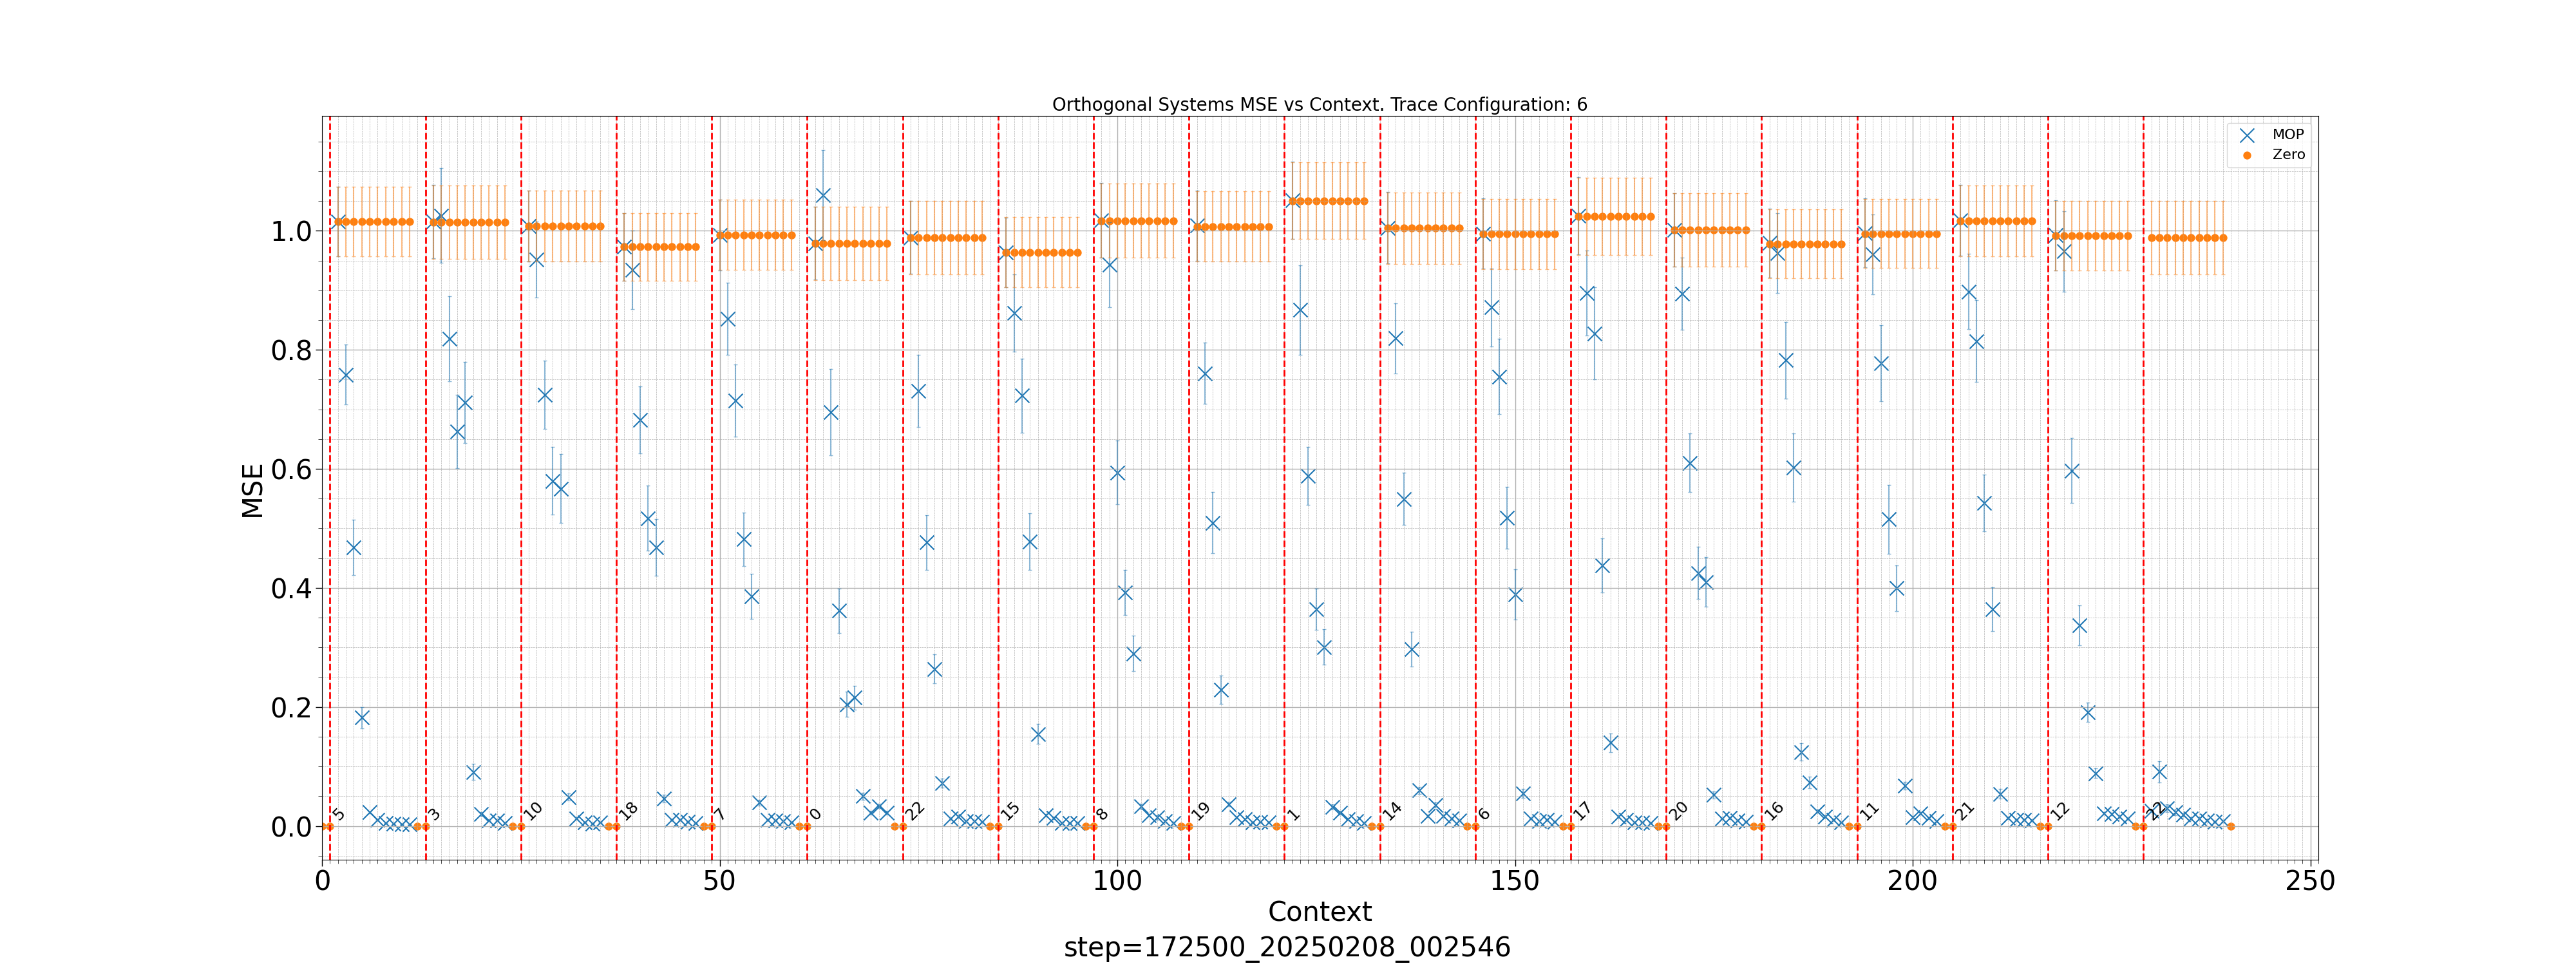 Orthogonal Systems MSE vs Context. Trace Configuration: 6
MOP
Zero
1.0
0.8
0.6
0.4
0.2
0.0
MSE
5 3 10 18 7 0 22 15 8 19 1 14 6 17 20 16 11 21 12 22
0 50 100 150 200 250
Context
step=172500_20250208_002546